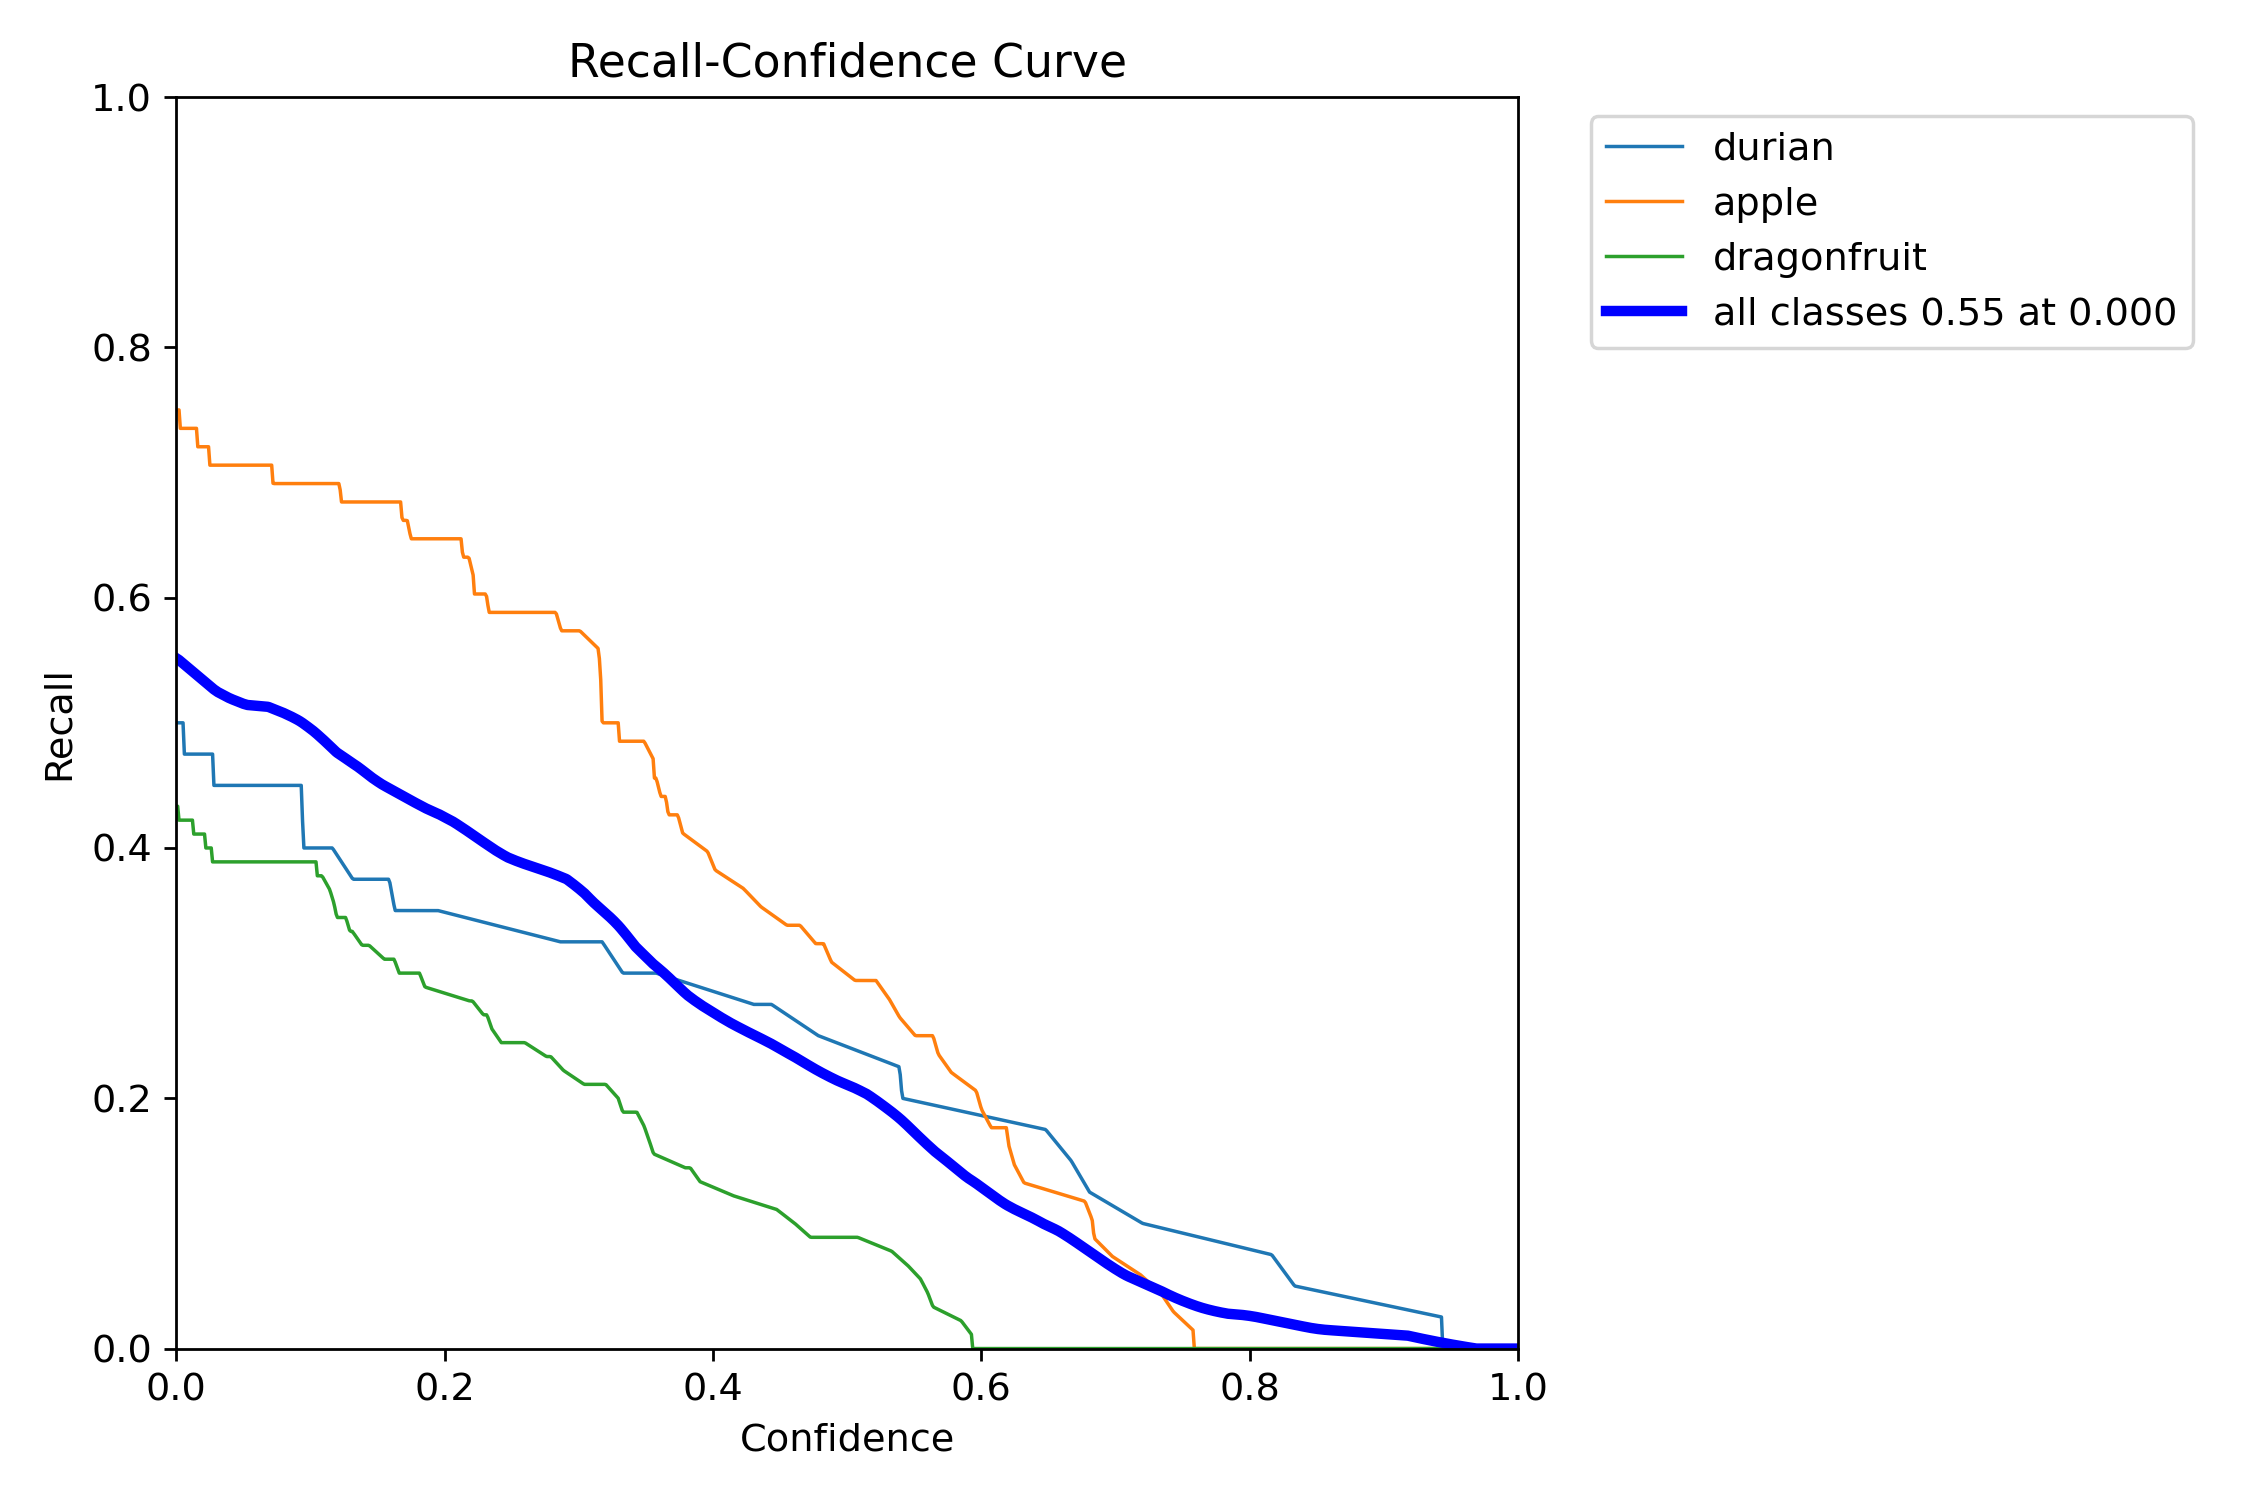 Recall-Confidence Curve
1.0
0.8
0.6
0.4
0.2
0.0
Recall
0.0 0.2 0.4 0.6 0.8 1.0
Confidence
durian
apple
dragonfruit
all classes 0.55 at 0.000